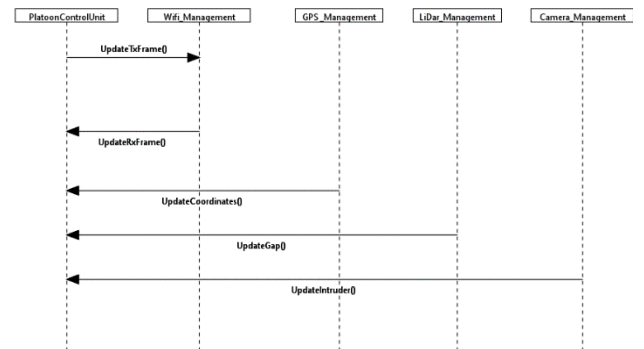 PlatoonControlUnit Wifi_Management GPS_Management LiDar_Management Camera_Management
UpdateTxFrame()
UpdateRxFrame()
UpdateCoordinates()
UpdateGap()
UpdateIntruder()